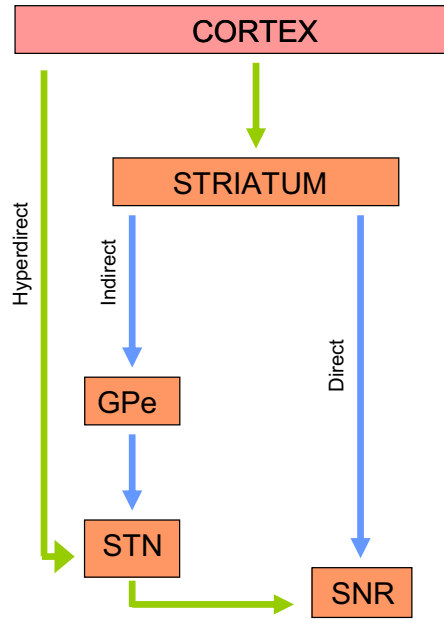 CORTEX
STRIATUM
Hyperdirect
Indirect
Direct
GPe
STN
SNR